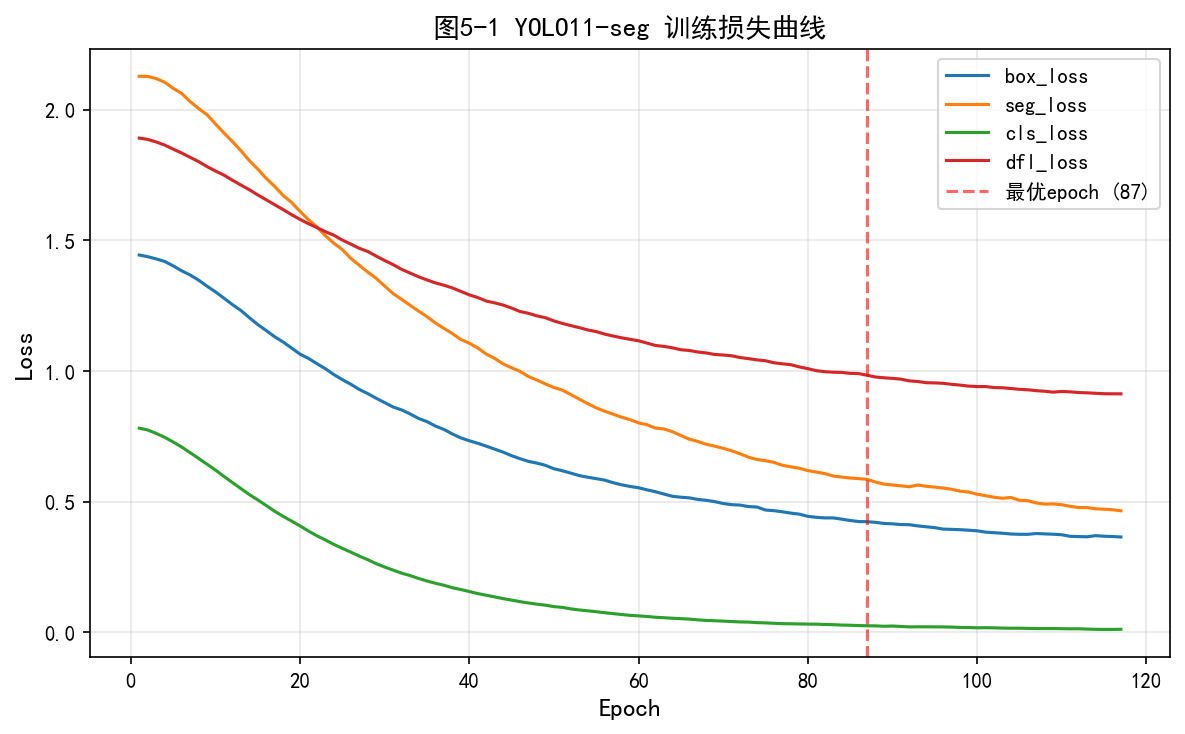 图5-1 YOLO11-seg 训练损失曲线
box_loss
seg_loss
cls_loss
dfl_loss
最优epoch (87)
Loss
2.0
1.5
1.0
0.5
0.0
0 20 40 60 80 100 120
Epoch